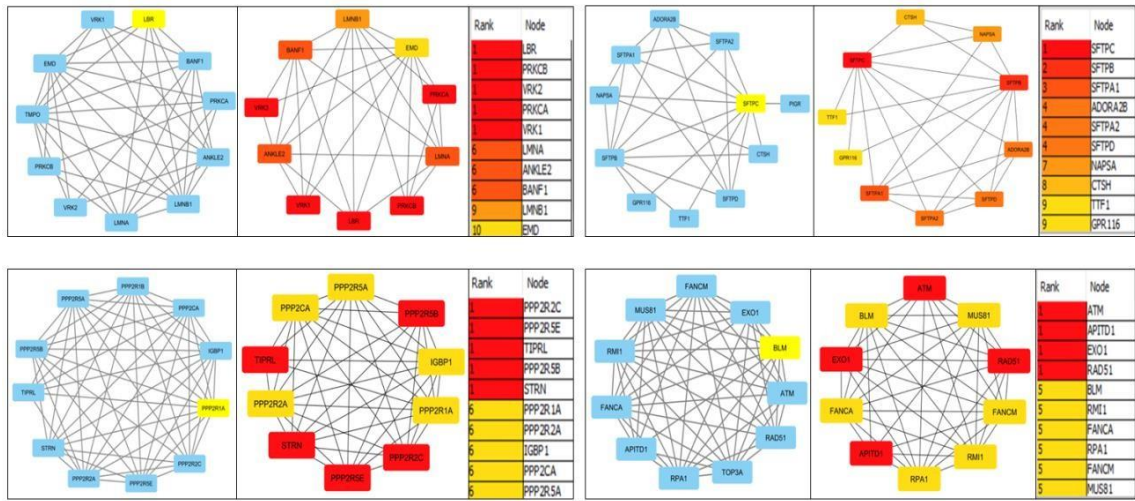 VRK1
LBR
EMD
BANF1
TMPO
PRKCA
PRKCB
ANKLE2
VRK2
LMNB1
LMNA
LMNB1
BANF1
EMD
VRK2
PRKCA
ANKLE2
LMNA
VRK1
PRKCB
LBR
Rank Node
1 LBR
1 PRKCB
1 VRK2
1 PRKCA
1 VRK1
6 LMNA
6 ANKLE2
6 BANF1
9 LMNB1
10 EMD
ADORA2B
SFTPA2
SFTPA1
NAPSA
SFTPC
PIGR
SFTPB
CTSH
SFTPD
GPR116
TTF1
CTSH
NAPSA
SFTPC
SFTPB
TTF1
ADORA2B
GPR116
SFTPA1
SFTPD
SFTPA2
Rank Node
1 SFTPC
2 SFTPB
3 SFTPA1
4 ADORA2B
4 SFTPA2
4 SFTPD
7 NAPSA
8 CTSH
9 TTF1
9 GPR116
PPP2R1B
PPP2R5A
PPP2CA
PPP2R5B
IGBP1
TIPRL
PPP2R1A
STRN
PPP2R2C
PPP2R2A
PPP2R5E
PPP2R5A
PPP2CA
PPP2R5B
TIPRL
IGBP1
PPP2R2A
PPP2R1A
STRN
PPP2R2C
PPP2R5E
Rank Node
1 PPP2R2C
1 PPP2R5E
1 TIPRL
1 PPP2R5B
1 STRN
6 PPP2R1A
6 PPP2R2A
6 IGBP1
6 PPP2CA
6 PPP2R5A
FANCM
MUS81
EXO1
RMI1
BLM
FANCA
ATM
APITD1
RAD51
RPA1
TOP3A
ATM
BLM
MUS81
EXO1
RAD51
FANCA
FANCM
APITD1
RMI1
RPA1
Rank Node
1 ATM
1 APITD1
1 EXO1
1 RAD51
5 BLM
5 RMI1
5 FANCA
5 RPA1
5 FANCM
5 MUS81